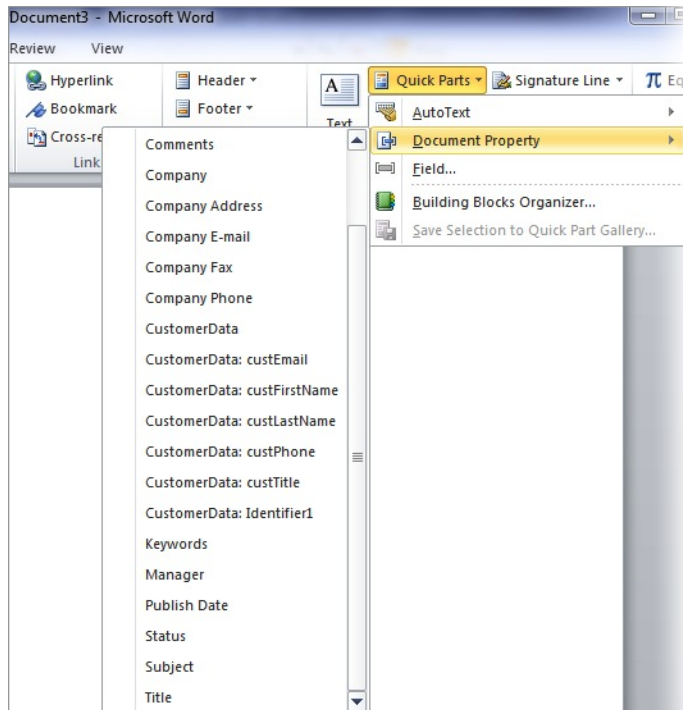 Document3 - Microsoft Word
Review View
Hyperlink Header Quick Parts Signature Line π
Bookmark Footer A AutoText
Text
Document Property
Link
Field...
Building Blocks Organizer...
Save Selection to Quick Part Gallery...
Comments
Company
Company Address
Company E-mail
Company Fax
Company Phone
CustomerData
CustomerData: custEmail
CustomerData: custFirstName
CustomerData: custLastName
CustomerData: custPhone
CustomerData: custTitle
CustomerData: Identifier1
Keywords
Manager
Publish Date
Status
Subject
Title